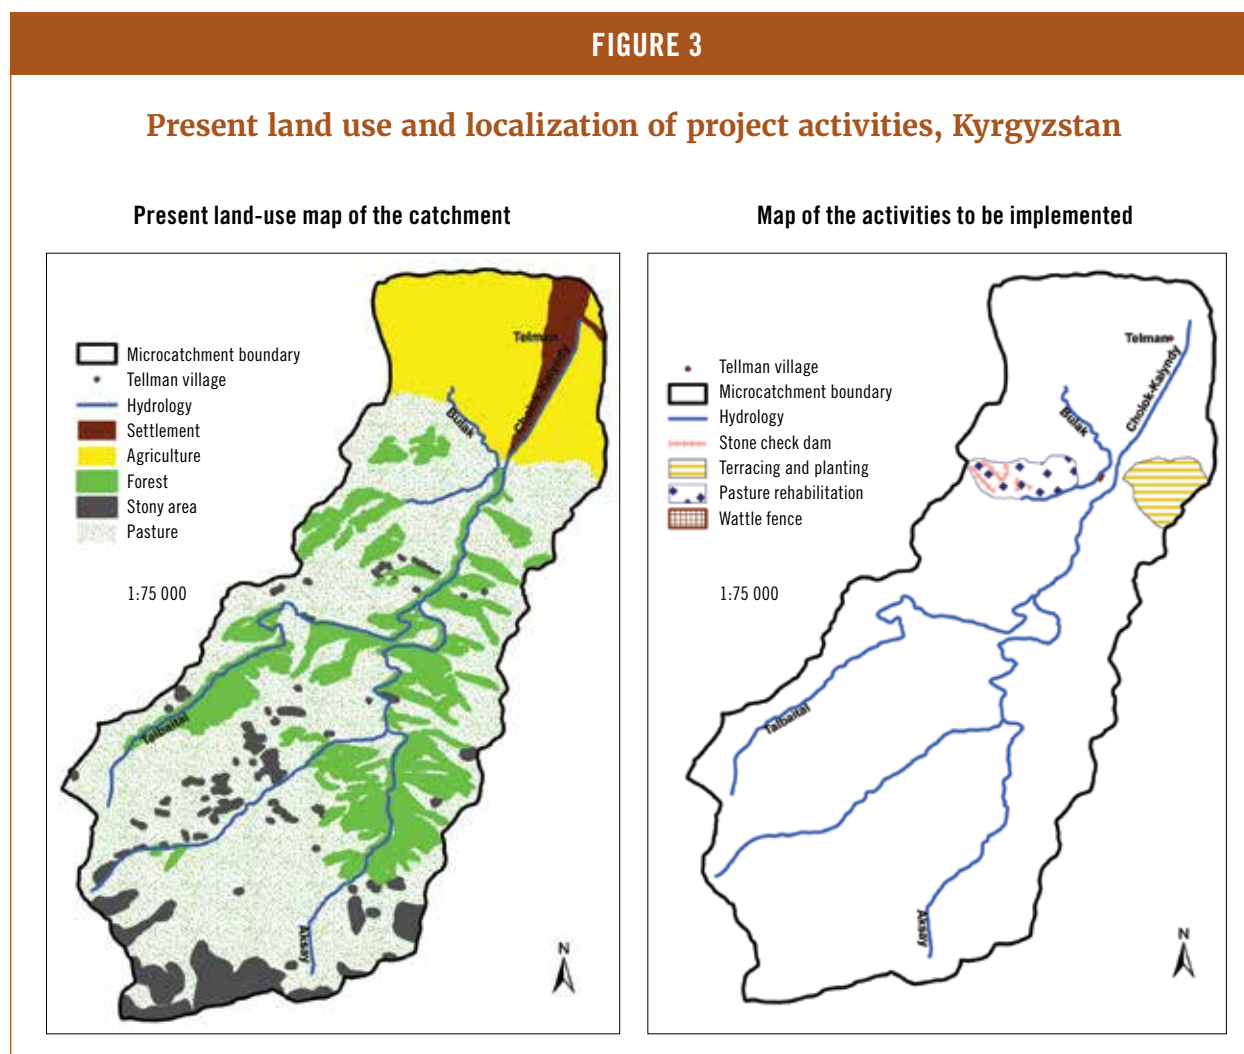 FIGURE 3
Present land use and localization of project activities, Kyrgyzstan
Present land-use map of the catchment
Microcatchment boundary
Tellman village
Hydrology
Settlement
Agriculture
Forest
Stony area
Pasture
1:75 000
Telman
Cholok-Kaiyndy
Bulak
Talbaital
Aksay
N
Map of the activities to be implemented
Tellman village
Microcatchment boundary
Hydrology
Stone check dam
Terracing and planting
Pasture rehabilitation
Wattle fence
1:75 000
Telman
Cholok-Kaiyndy
Bulak
Talbaital
Aksay
N